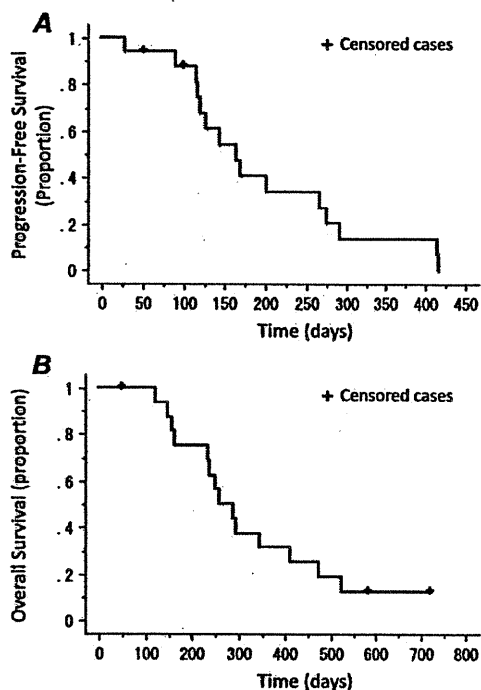 A
+ Censored cases
Progression-Free Survival
(Proportion)
1
.8
.6
.4
.2
0
0 50 100 150 200 250 300 350 400 450
Time (days)
B
+ Censored cases
Overall Survival (proportion)
1
.8
.6
.4
.2
0
0 100 200 300 400 500 600 700 800
Time (days)